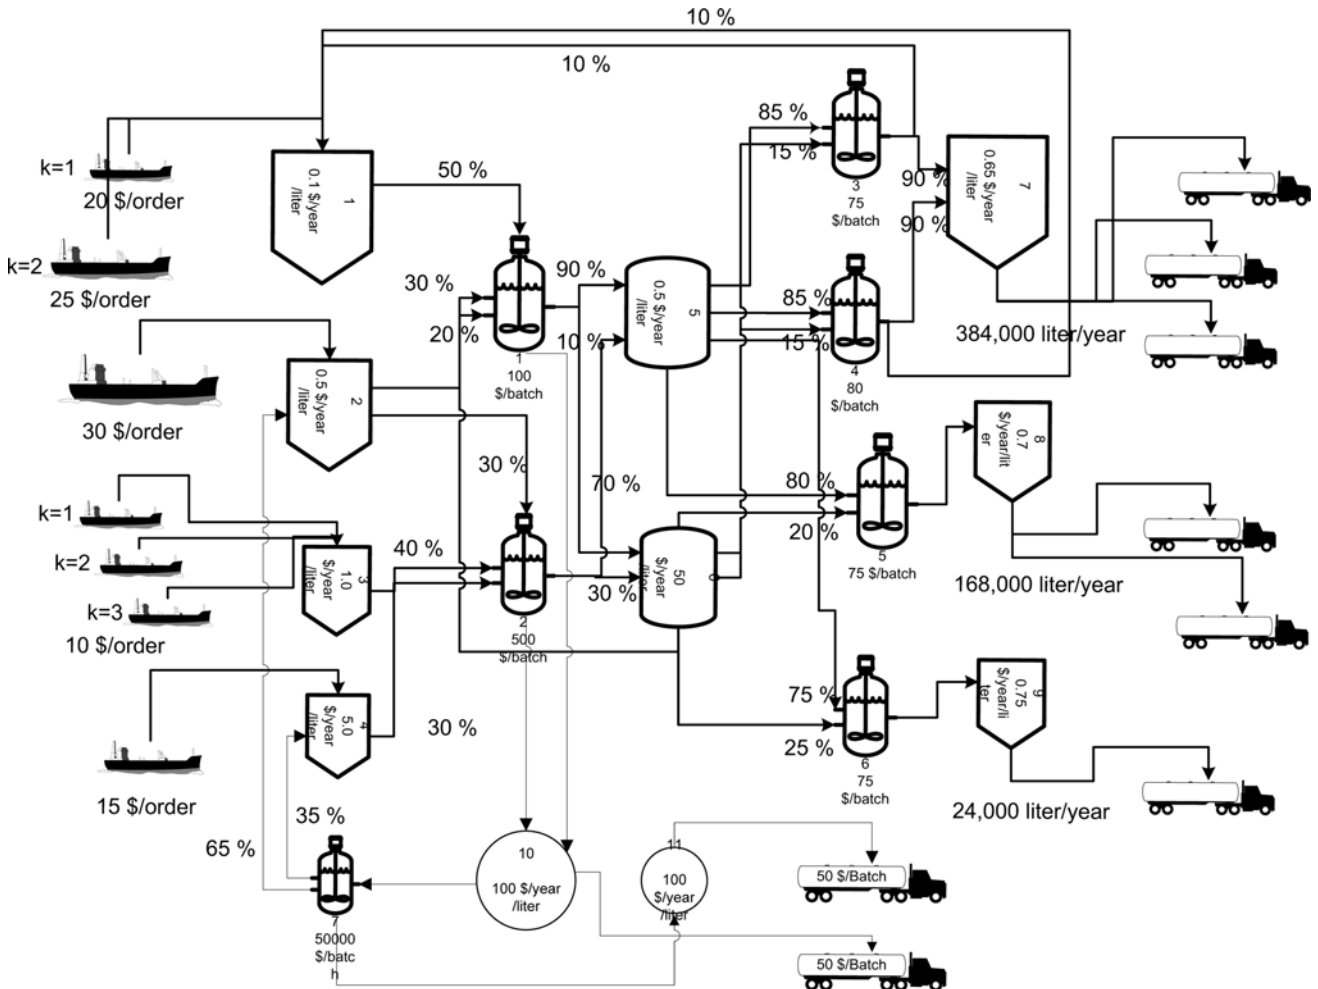 10 %
10 %
k=1
20 $/order
k=2
25 $/order
30 $/order
k=1
k=2
k=3
10 $/order
15 $/order
1
0.1 $/year
/liter
2
0.5 $/year
/liter
3
1.0
$/year
/liter
4
5.0
$/year
/liter
50 %
30 %
20 %
1
100
$/batch
30 %
40 %
30 %
2
500
$/batch
90 %
10 %
70 %
30 %
5
0.5 $/year
/liter
50
$/year
/liter
85 %
15 %
3
75
$/batch
85 %
15 %
4
80
$/batch
80 %
20 %
5
75 $/batch
75 %
25 %
6
75
$/batch
90 %
90 %
7
0.65 $/year
/liter
384,000 liter/year
8
0.7
$/year/lit
er
168,000 liter/year
9
0.75
$/year/li
ter
24,000 liter/year
35 %
65 %
7
50000
$/batc
h
10
100 $/year
/liter
11
100
$/year
/liter
50 $/Batch
50 $/Batch